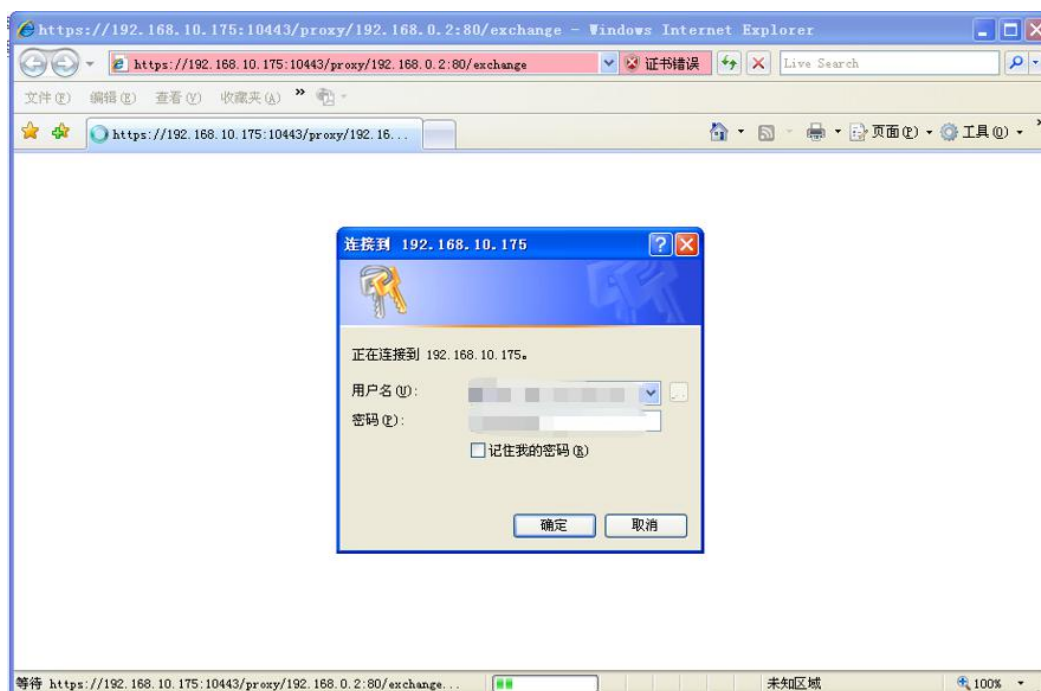 https://192.168.10.175:10443/proxy/192.168.0.2:80/exchange - Windows Internet Explorer
https://192.168.10.175:10443/proxy/192.168.0.2:80/exchange 证书错误 Live Search
文件(F) 编辑(E) 查看(V) 收藏夹(A) »
https://192.168.10.175:10443/proxy/192.16... 页面(P) 工具(O) »
连接到 192.168.10.175
正在连接到 192.168.10.175。
用户名(U):
密码(P):
记住我的密码(R)
确定 取消
等待 https://192.168.10.175:10443/proxy/192.168.0.2:80/exchange... 未知区域 100%